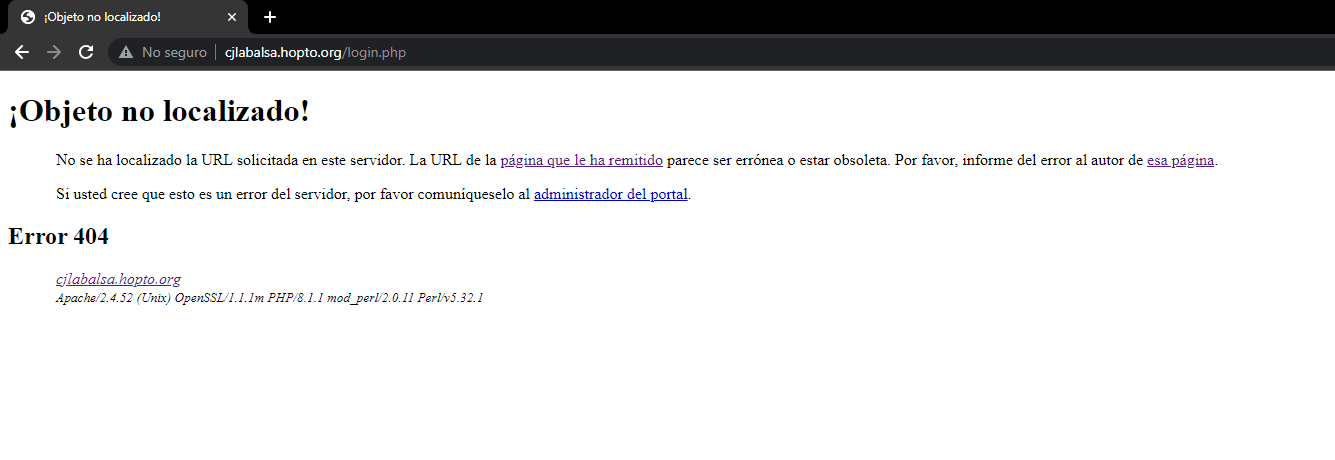 ¡Objeto no localizado!
No seguro cjlabalsa.hopto.org/login.php
¡Objeto no localizado!
No se ha localizado la URL solicitada en este servidor. La URL de la página que le ha remitido parece ser errónea o estar obsoleta. Por favor, informe del error al autor de esa página.
Si usted cree que esto es un error del servidor, por favor comuníqueselo al administrador del portal.
Error 404
cjlabalsa.hopto.org
Apache/2.4.52 (Unix) OpenSSL/1.1.1m PHP/8.1.1 mod_perl/2.0.11 Perl/v5.32.1